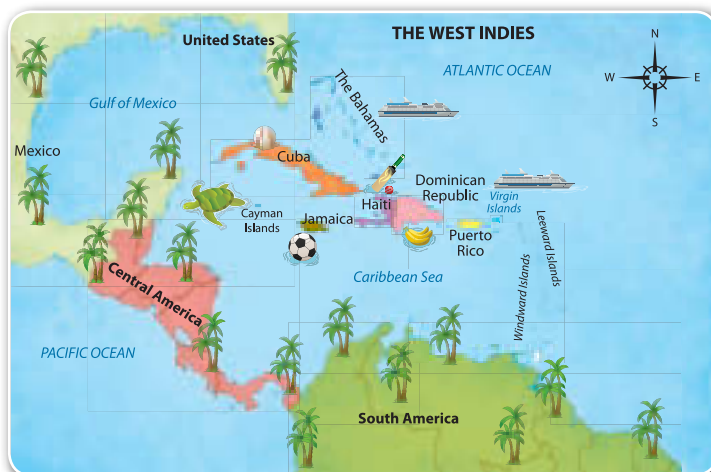 THE WEST INDIES
United States
N
ATLANTIC OCEAN
W
E
S
Gulf of Mexico
The Bahamas
Mexico
Cuba
Dominican
Republic
Virgin
Islands
Haiti
Cayman
Islands
Jamaica
Puerto
Rico
Leeward Islands
Windward Islands
Caribbean Sea
Central America
PACIFIC OCEAN
South America